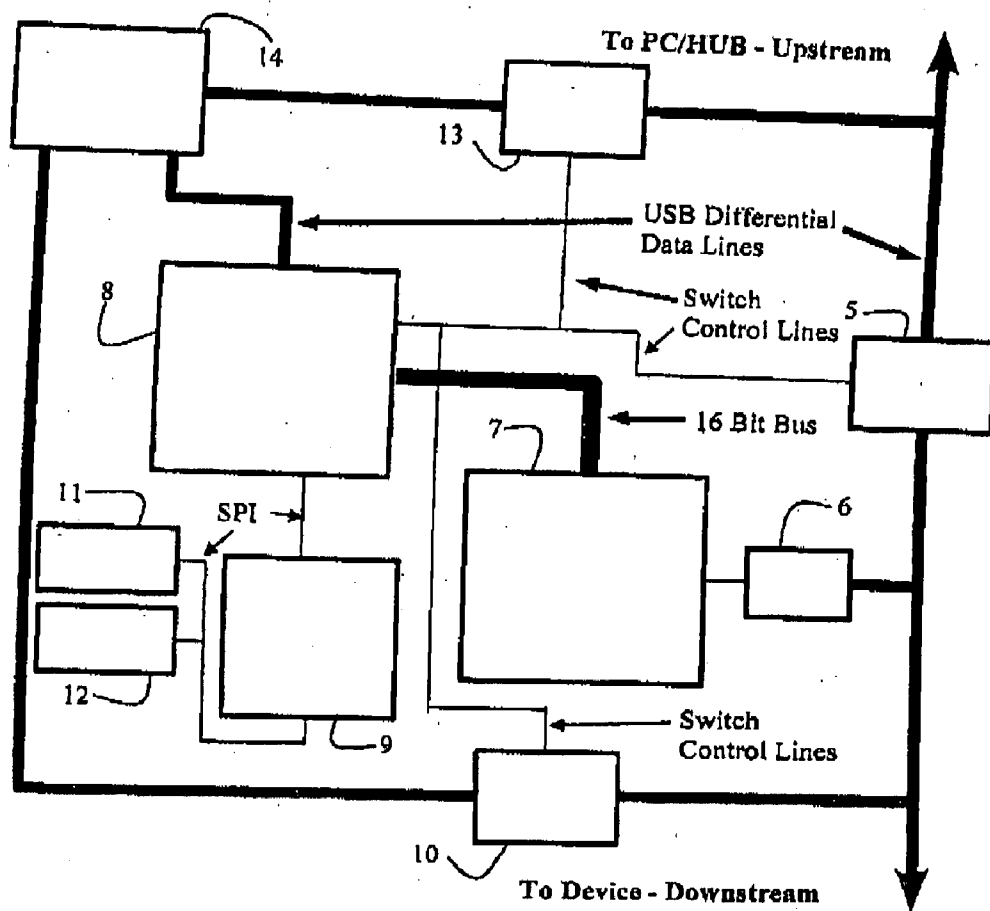 14
To PC/HUB - Upstream
13
USB Differential
Data Lines
8
Switch
Control Lines
5
16 Bit Bus
7
11
SPI
6
12
9
Switch
Control Lines
10
To Device - Downstream